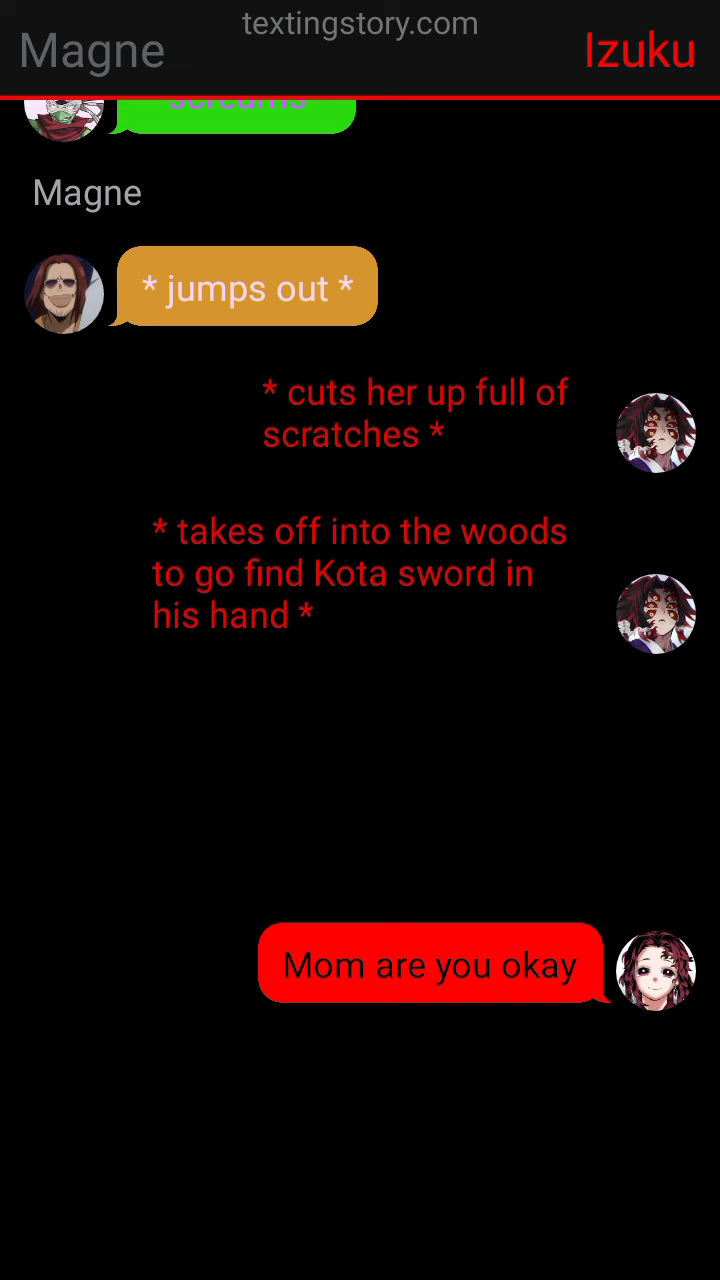 textingstory.com
Magne
Izuku
screams
Magne
* jumps out *
* cuts her up full of
scratches *
* takes off into the woods
to go find Kota sword in
his hand *
Mom are you okay